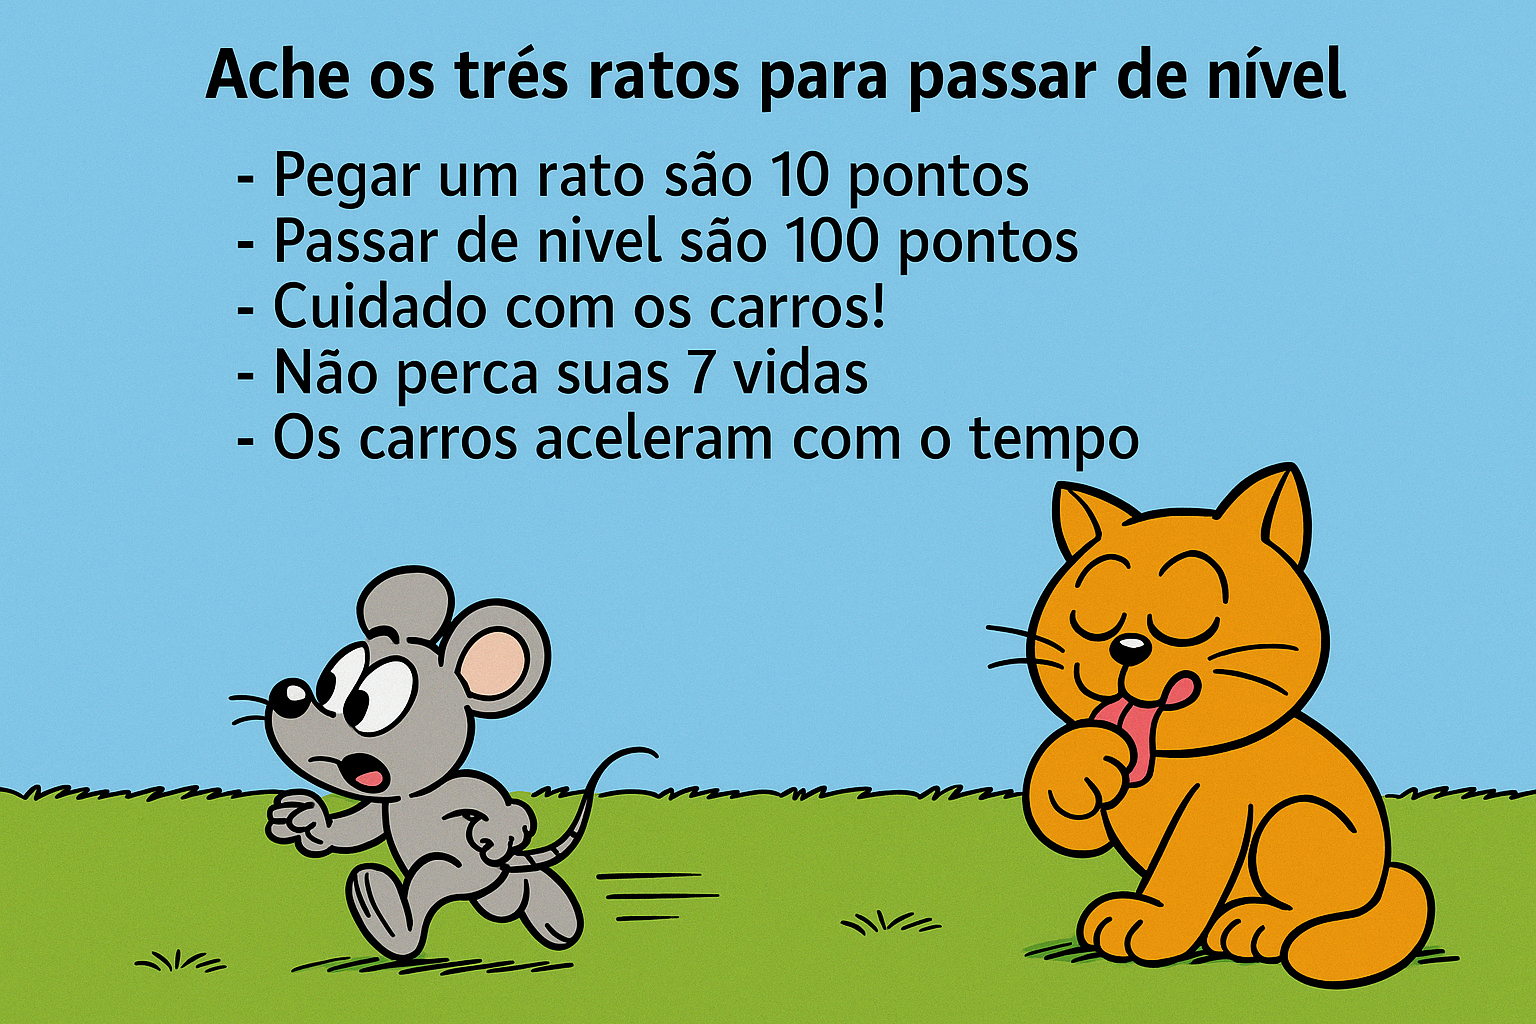 Ache os trés ratos para passar de nível
- Pegar um rato são 10 pontos
- Passar de nivel são 100 pontos
- Cuidado com os carros!
- Não perca suas 7 vidas
- Os carros aceleram com o tempo